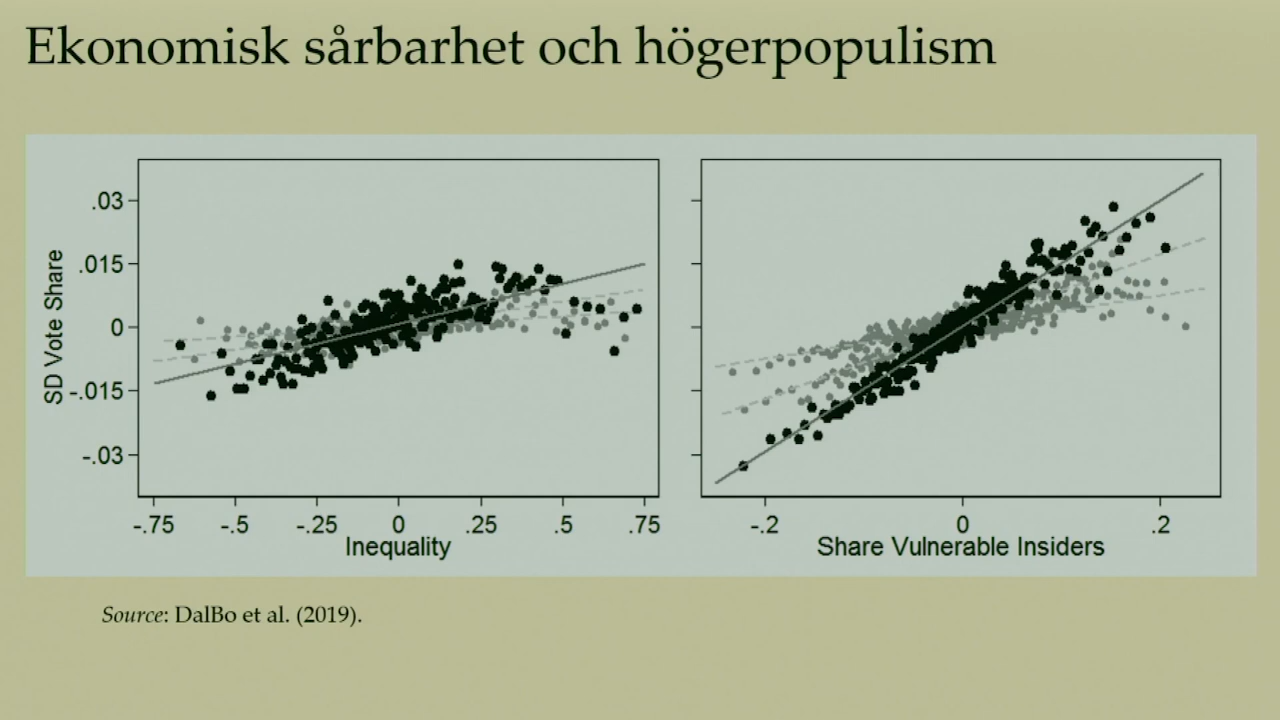 Ekonomisk sårbarhet och högerpopulism
SD Vote Share
.03
.015
0
-.015
-.03
-.75 -.5 -.25 0 .25 .5 .75
Inequality
-.2 0 .2
Share Vulnerable Insiders
Source: DalBo et al. (2019).